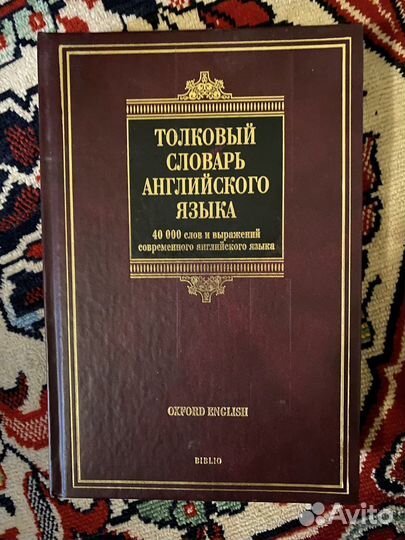 ТОЛКОВЫЙ
СЛОВАРЬ
АНГЛИЙСКОГО
ЯЗЫКА
40 000 слов и выражений
современного английского языка
OXFORD ENGLISH
BIBLIO
Avito